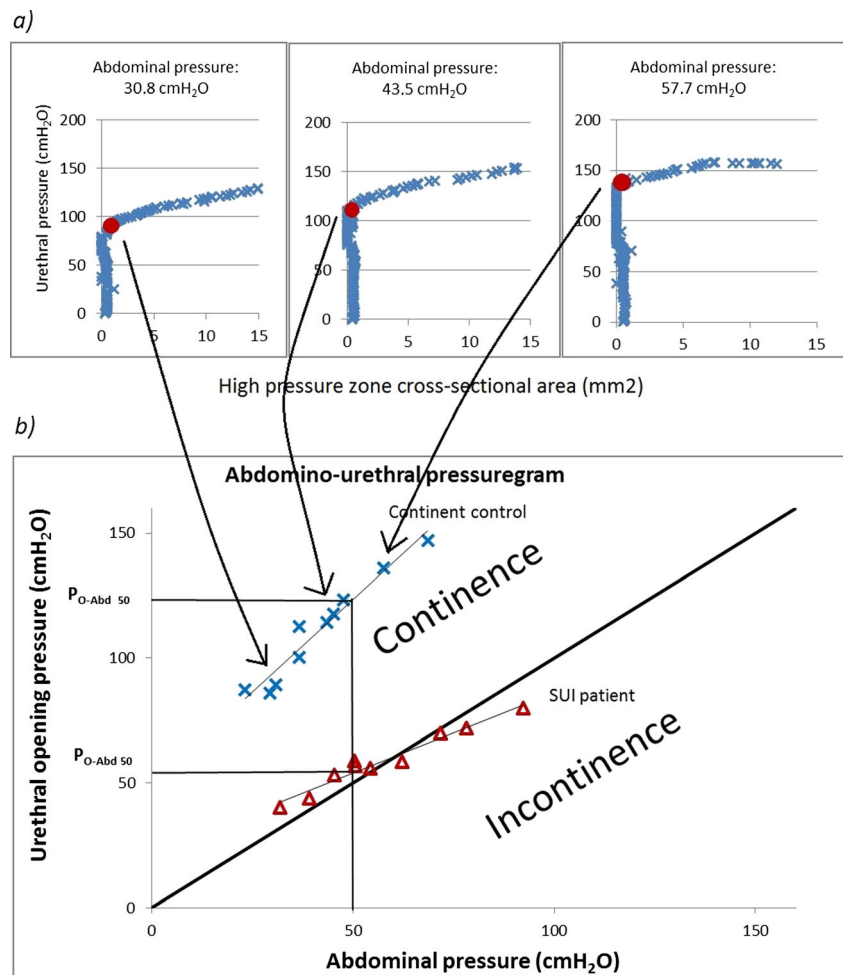 a)
Abdominal pressure:
30.8 cmH₂O
Abdominal pressure:
43.5 cmH₂O
Abdominal pressure:
57.7 cmH₂O
Urethral pressure (cmH₂O)
200
150
100
50
0
0 5 10 15
200
150
100
50
0
0 5 10 15
200
150
100
50
0
0 5 10 15
High pressure zone cross-sectional area (mm2)
b)
Abdomino-urethral pressuregram
Urethral opening pressure (cmH₂O)
150
100
50
0
Continent control
P O-Abd 50
Continence
SUI patient
P O-Abd 50
Incontinence
0 50 100 150
Abdominal pressure (cmH₂O)